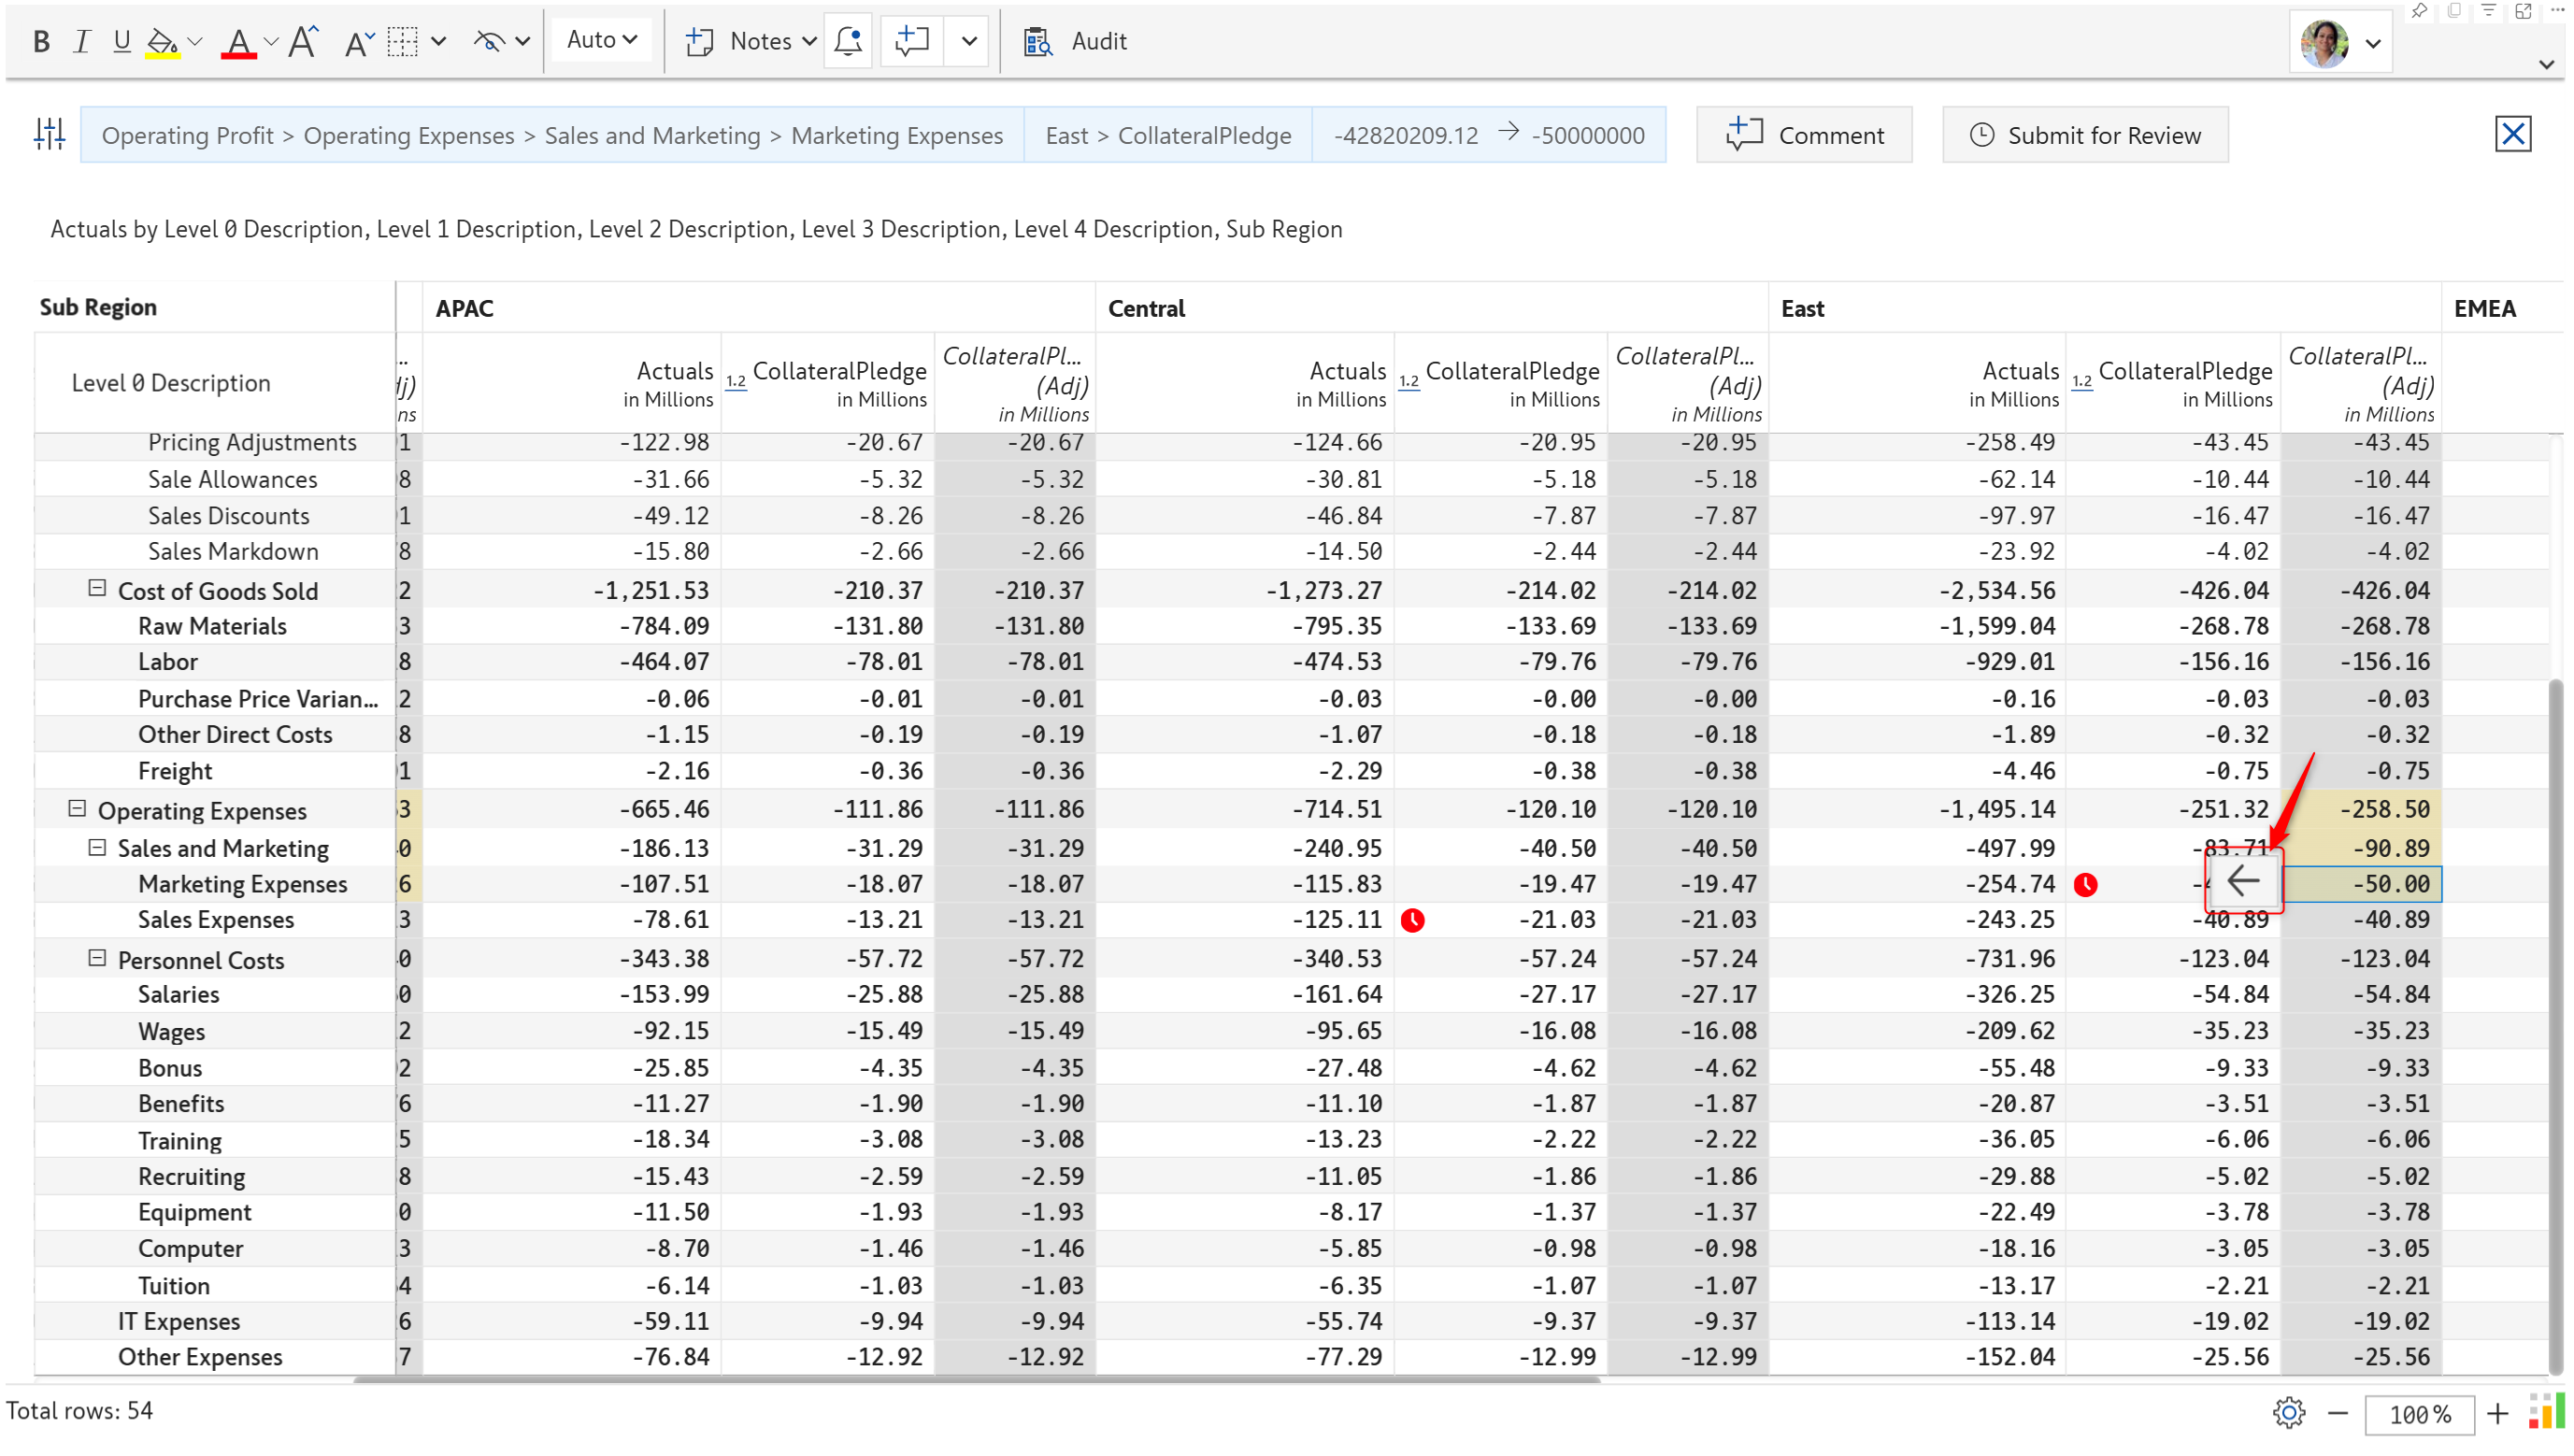 B I U A A A Auto Notes Audit
Operating Profit > Operating Expenses > Sales and Marketing > Marketing Expenses East > CollateralPledge -42820209.12 → -50000000 Comment Submit for Review
Actuals by Level 0 Description, Level 1 Description, Level 2 Description, Level 3 Description, Level 4 Description, Sub Region
Sub Region APAC Central East EMEA
Level 0 Description ... Actuals 1.2 CollateralPledge CollateralPl... Actuals 1.2 CollateralPledge CollateralPl... Actuals 1.2 CollateralPledge CollateralPl...
dj) (Adj) (Adj) (Adj)
ns in Millions in Millions in Millions in Millions in Millions in Millions in Millions in Millions in Millions
Pricing Adjustments 1 -122.98 -20.67 -20.67 -124.66 -20.95 -20.95 -258.49 -43.45 -43.45
Sale Allowances 8 -31.66 -5.32 -5.32 -30.81 -5.18 -5.18 -62.14 -10.44 -10.44
Sales Discounts 1 -49.12 -8.26 -8.26 -46.84 -7.87 -7.87 -97.97 -16.47 -16.47
Sales Markdown 8 -15.80 -2.66 -2.66 -14.50 -2.44 -2.44 -23.92 -4.02 -4.02
Cost of Goods Sold 2 -1,251.53 -210.37 -210.37 -1,273.27 -214.02 -214.02 -2,534.56 -426.04 -426.04
Raw Materials 3 -784.09 -131.80 -131.80 -795.35 -133.69 -133.69 -1,599.04 -268.78 -268.78
Labor 8 -464.07 -78.01 -78.01 -474.53 -79.76 -79.76 -929.01 -156.16 -156.16
Purchase Price Varian... 2 -0.06 -0.01 -0.01 -0.03 -0.00 -0.00 -0.16 -0.03 -0.03
Other Direct Costs 8 -1.15 -0.19 -0.19 -1.07 -0.18 -0.18 -1.89 -0.32 -0.32
Freight 1 -2.16 -0.36 -0.36 -2.29 -0.38 -0.38 -4.46 -0.75 -0.75
Operating Expenses 3 -665.46 -111.86 -111.86 -714.51 -120.10 -120.10 -1,495.14 -251.32 -258.50
Sales and Marketing 0 -186.13 -31.29 -31.29 -240.95 -40.50 -40.50 -497.99 -83.71 -90.89
Marketing Expenses 6 -107.51 -18.07 -18.07 -115.83 -19.47 -19.47 -254.74 -50.00
Sales Expenses 3 -78.61 -13.21 -13.21 -125.11 -21.03 -21.03 -243.25 -40.89 -40.89
Personnel Costs 0 -343.38 -57.72 -57.72 -340.53 -57.24 -57.24 -731.96 -123.04 -123.04
Salaries 0 -153.99 -25.88 -25.88 -161.64 -27.17 -27.17 -326.25 -54.84 -54.84
Wages 2 -92.15 -15.49 -15.49 -95.65 -16.08 -16.08 -209.62 -35.23 -35.23
Bonus 2 -25.85 -4.35 -4.35 -27.48 -4.62 -4.62 -55.48 -9.33 -9.33
Benefits 6 -11.27 -1.90 -1.90 -11.10 -1.87 -1.87 -20.87 -3.51 -3.51
Training 5 -18.34 -3.08 -3.08 -13.23 -2.22 -2.22 -36.05 -6.06 -6.06
Recruiting 8 -15.43 -2.59 -2.59 -11.05 -1.86 -1.86 -29.88 -5.02 -5.02
Equipment 0 -11.50 -1.93 -1.93 -8.17 -1.37 -1.37 -22.49 -3.78 -3.78
Computer 3 -8.70 -1.46 -1.46 -5.85 -0.98 -0.98 -18.16 -3.05 -3.05
Tuition 4 -6.14 -1.03 -1.03 -6.35 -1.07 -1.07 -13.17 -2.21 -2.21
IT Expenses 6 -59.11 -9.94 -9.94 -55.74 -9.37 -9.37 -113.14 -19.02 -19.02
Other Expenses 7 -76.84 -12.92 -12.92 -77.29 -12.99 -12.99 -152.04 -25.56 -25.56
Total rows: 54 100%